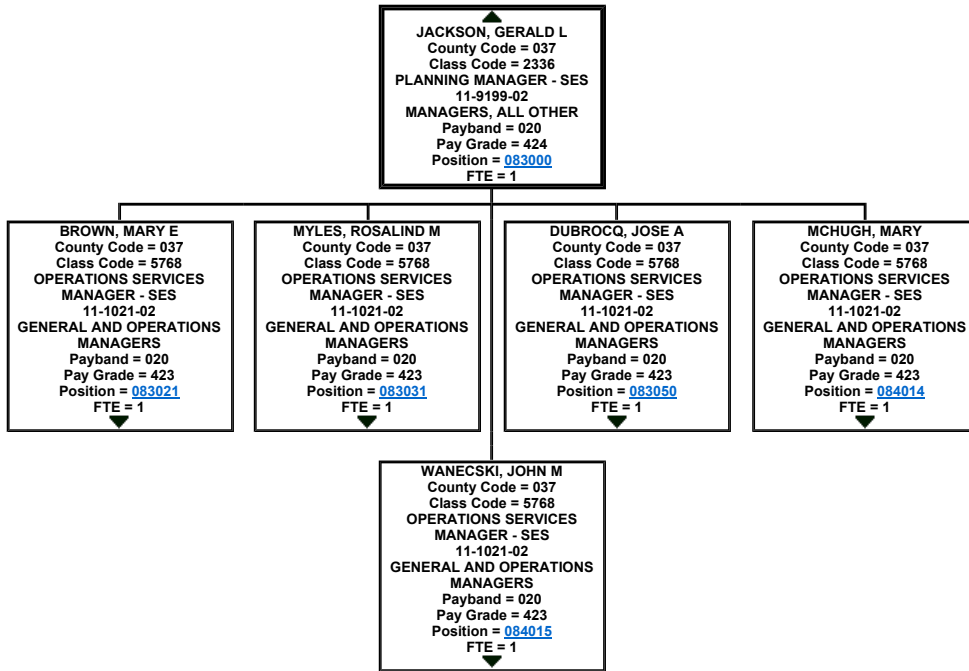 JACKSON, GERALD L
County Code = 037
Class Code = 2336
PLANNING MANAGER - SES
11-9199-02
MANAGERS, ALL OTHER
Payband = 020
Pay Grade = 424
Position = 083000
FTE = 1
BROWN, MARY E
County Code = 037
Class Code = 5768
OPERATIONS SERVICES
MANAGER - SES
11-1021-02
GENERAL AND OPERATIONS
MANAGERS
Payband = 020
Pay Grade = 423
Position = 083021
FTE = 1
MYLES, ROSALIND M
County Code = 037
Class Code = 5768
OPERATIONS SERVICES
MANAGER - SES
11-1021-02
GENERAL AND OPERATIONS
MANAGERS
Payband = 020
Pay Grade = 423
Position = 083031
FTE = 1
DUBROCQ, JOSE A
County Code = 037
Class Code = 5768
OPERATIONS SERVICES
MANAGER - SES
11-1021-02
GENERAL AND OPERATIONS
MANAGERS
Payband = 020
Pay Grade = 423
Position = 083050
FTE = 1
MCHUGH, MARY
County Code = 037
Class Code = 5768
OPERATIONS SERVICES
MANAGER - SES
11-1021-02
GENERAL AND OPERATIONS
MANAGERS
Payband = 020
Pay Grade = 423
Position = 084014
FTE = 1
WANECSKI, JOHN M
County Code = 037
Class Code = 5768
OPERATIONS SERVICES
MANAGER - SES
11-1021-02
GENERAL AND OPERATIONS
MANAGERS
Payband = 020
Pay Grade = 423
Position = 084015
FTE = 1